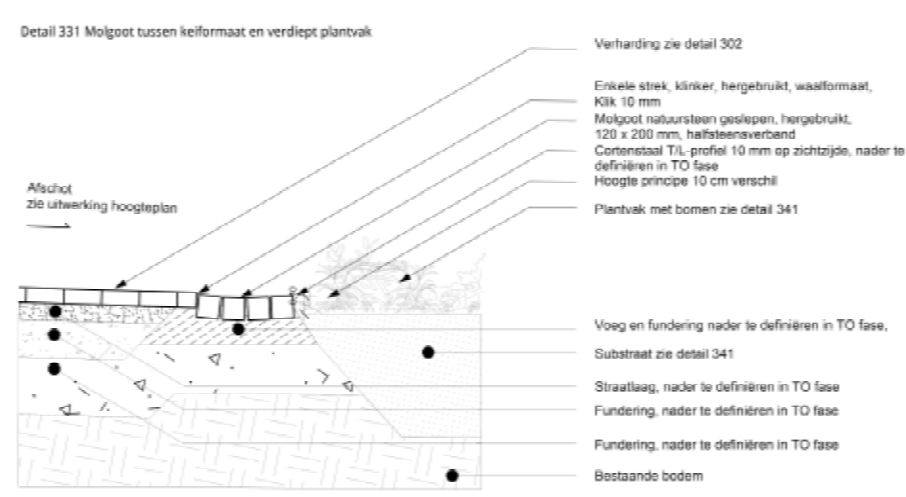 Detail 331 Molgoot tussen keiformaat en verdiept plantvak
Verharding zie detail 302
Enkele strek, klinker, hergebruikt, waalformaat,
Klik 10 mm
Molgoot natuursteen geslepen, hergebruikt,
120 x 200 mm, halfsteensverband
Cortenstaal T/L-profiel 10 mm op zichtzijde, nader te
definiëren in TO fase
Hoogte principe 10 cm verschil
Plantvak met bomen zie detail 341
Afschot
zie uitwerking hoogteplan
Voeg en fundering nader te definiëren in TO fase,
Substraat zie detail 341
Straatlaag, nader te definiëren in TO fase
Fundering, nader te definiëren in TO fase
Fundering, nader te definiëren in TO fase
Bestaande bodem